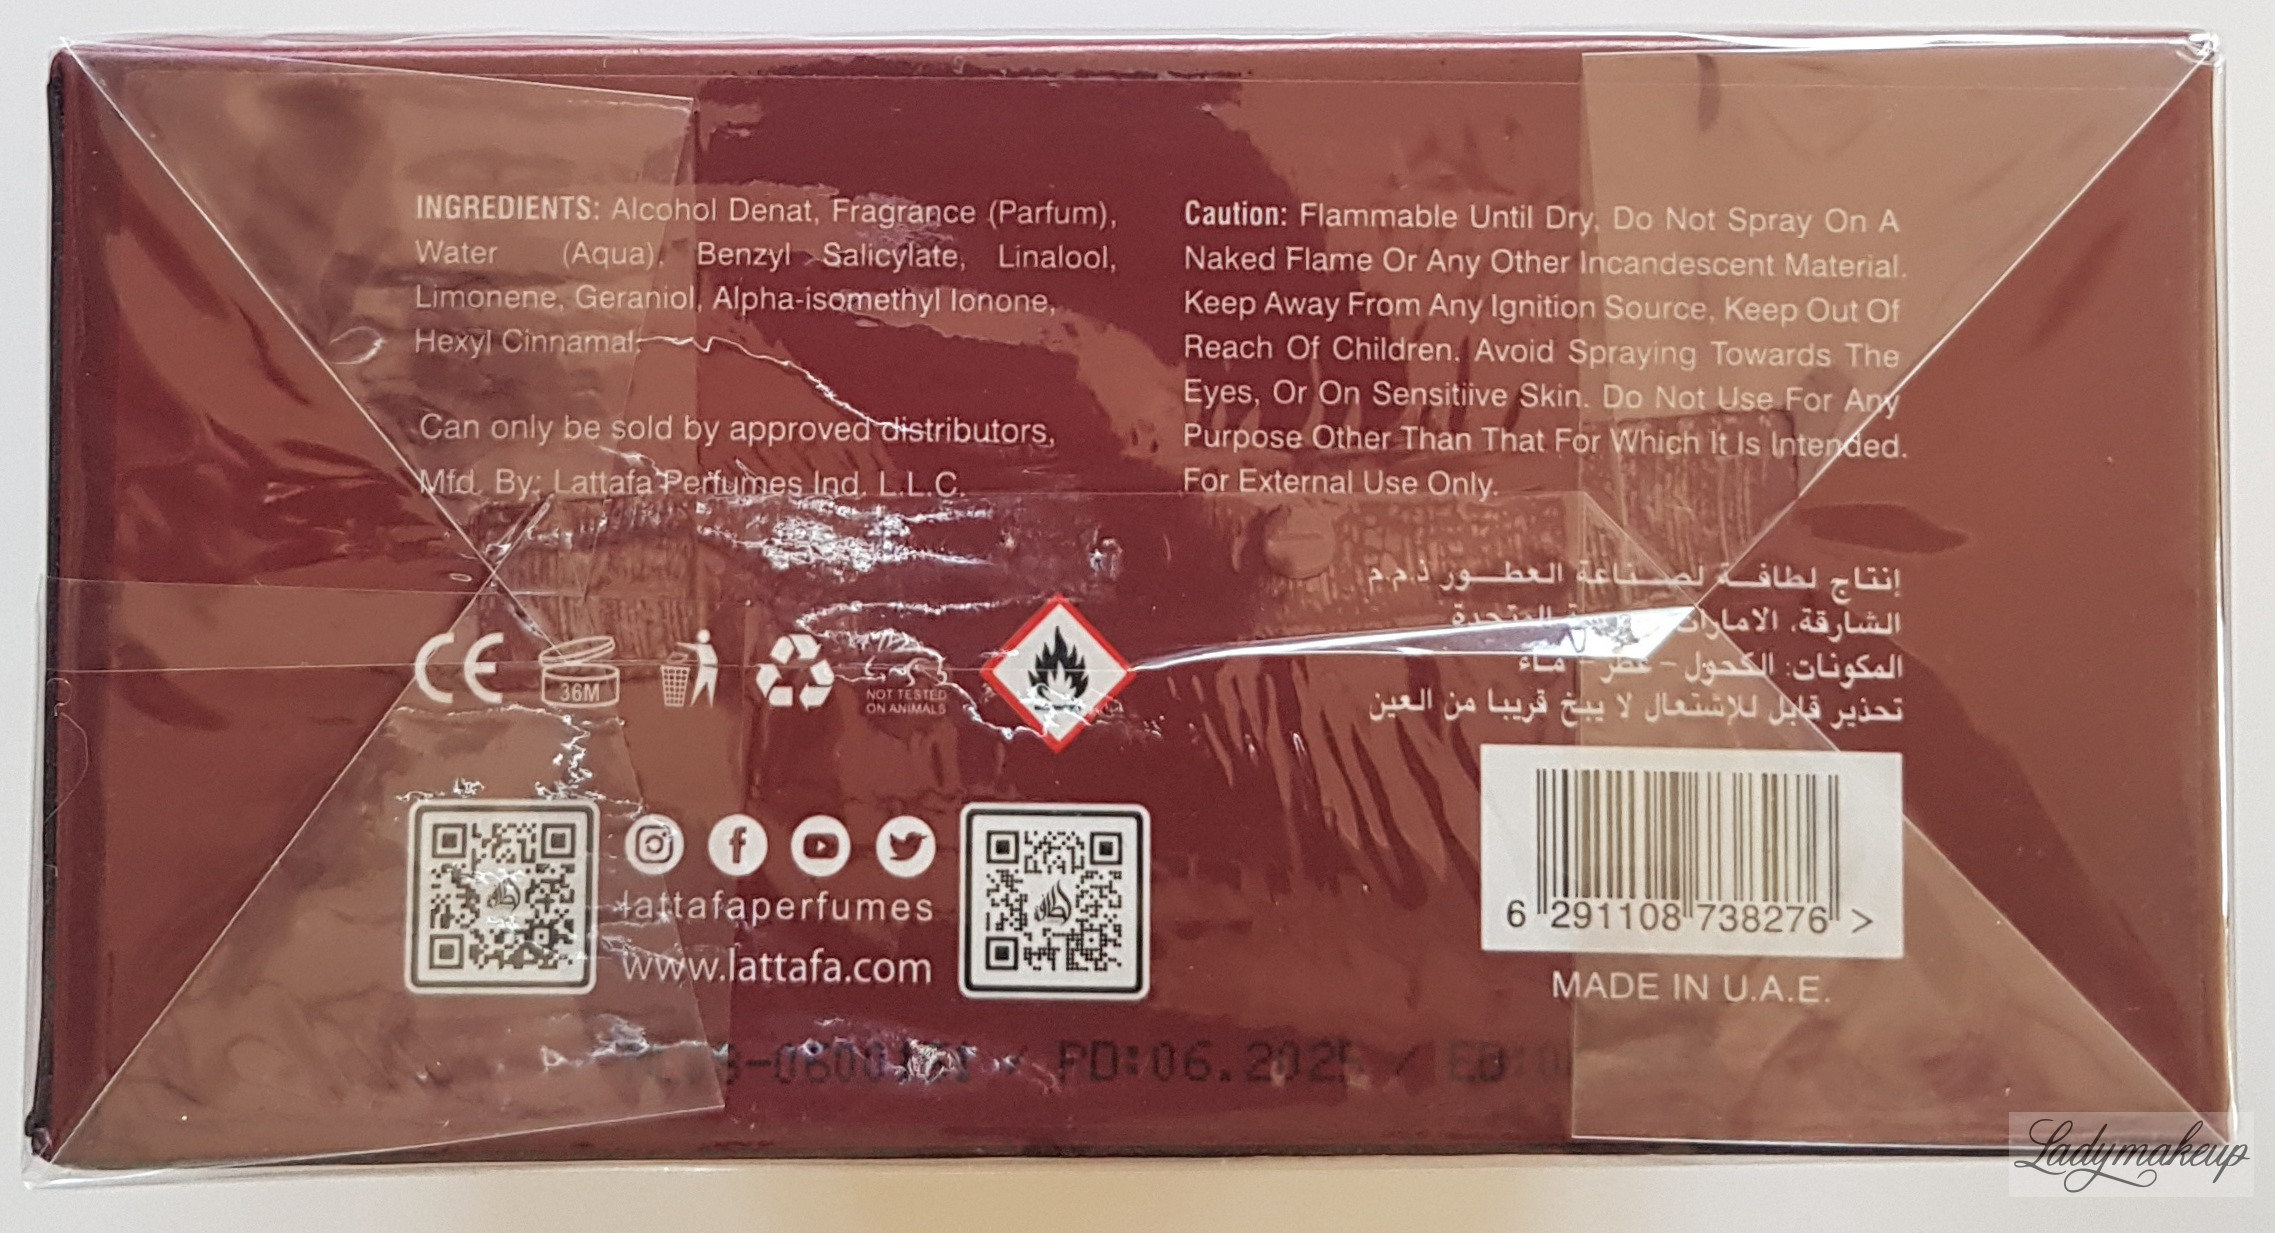 INGREDIENTS: Alcohol Denat, Fragrance (Parfum),
Water (Aqua), Benzyl Salicylate, Linalool,
Limonene, Geraniol, Alpha-isomethyl Ionone,
Hexyl Cinnamal.
Can only be sold by approved distributors,
Mfd. By: Lattafa Perfumes Ind. L.L.C.
Caution: Flammable Until Dry, Do Not Spray On A
Naked Flame Or Any Other Incandescent Material.
Keep Away From Any Ignition Source, Keep Out Of
Reach Of Children. Avoid Spraying Towards The
Eyes, Or On Sensitiive Skin. Do Not Use For Any
Purpose Other Than That For Which It Is Intended.
For External Use Only.
إنتاج لطافة لصناعة العطور ذ.م.م
الشارقة، الامارات المتحدة
المكونات: الكحول - عطر - ماء
تحذير قابل للإشتعال لا يبخ قريبا من العين
CE
36M
NOT TESTED
ON ANIMALS
lattafaperfumes
www.lattafa.com
6 291108 738276 >
MADE IN U.A.E.
/ PD:06.2025 / ED:
Ladymakeup